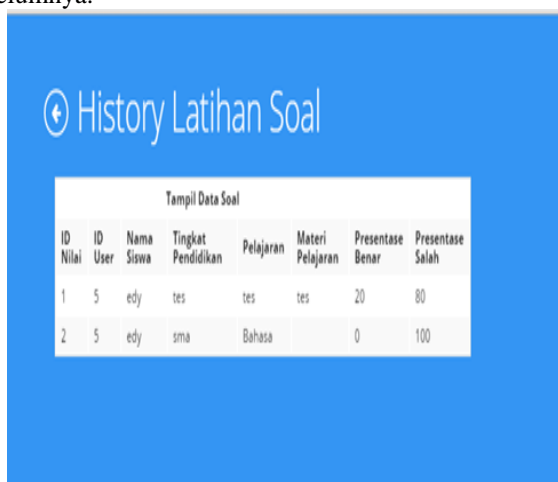 History Latihan Soal
Tampil Data Soal
ID Nilai ID User Nama Siswa Tingkat Pendidikan Pelajaran Materi Pelajaran Presentase Benar Presentase Salah
1 5 edy tes tes tes 20 80
2 5 edy sma Bahasa 0 100